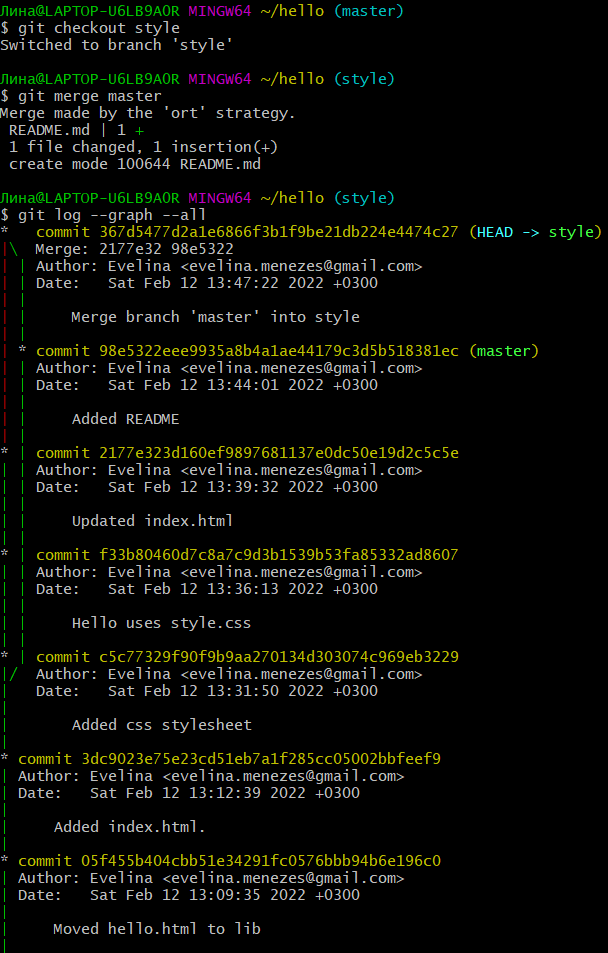 Лина@LAPTOP-U6LB9A0R MINGW64 ~/hello (master)
$ git checkout style
Switched to branch 'style'
Лина@LAPTOP-U6LB9A0R MINGW64 ~/hello (style)
$ git merge master
Merge made by the 'ort' strategy.
 README.md | 1 +
 1 file changed, 1 insertion(+)
 create mode 100644 README.md
Лина@LAPTOP-U6LB9A0R MINGW64 ~/hello (style)
$ git log --graph --all
*   commit 367d5477d2a1e6866f3b1f9be21db224e4474c27 (HEAD -> style)
|\  Merge: 2177e32 98e5322
| | Author: Evelina <evelina.menezes@gmail.com>
| | Date:   Sat Feb 12 13:47:22 2022 +0300
| |
| |     Merge branch 'master' into style
| |
| * commit 98e5322eee9935a8b4a1ae44179c3d5b518381ec (master)
| | Author: Evelina <evelina.menezes@gmail.com>
| | Date:   Sat Feb 12 13:44:01 2022 +0300
| |
| |     Added README
| |
* | commit 2177e323d160ef9897681137e0dc50e19d2c5c5e
| | Author: Evelina <evelina.menezes@gmail.com>
| | Date:   Sat Feb 12 13:39:32 2022 +0300
| |
| |     Updated index.html
| |
* | commit f33b80460d7c8a7c9d3b1539b53fa85332ad8607
| | Author: Evelina <evelina.menezes@gmail.com>
| | Date:   Sat Feb 12 13:36:13 2022 +0300
| |
| |     Hello uses style.css
| |
* | commit c5c77329f90f9b9aa270134d303074c969eb3229
|/  Author: Evelina <evelina.menezes@gmail.com>
|   Date:   Sat Feb 12 13:31:50 2022 +0300
|
|       Added css stylesheet
|
* commit 3dc9023e75e23cd51eb7a1f285cc05002bbfeef9
| Author: Evelina <evelina.menezes@gmail.com>
| Date:   Sat Feb 12 13:12:39 2022 +0300
|
|     Added index.html.
|
* commit 05f455b404cbb51e34291fc0576bbb94b6e196c0
| Author: Evelina <evelina.menezes@gmail.com>
| Date:   Sat Feb 12 13:09:35 2022 +0300
|
|     Moved hello.html to lib
|